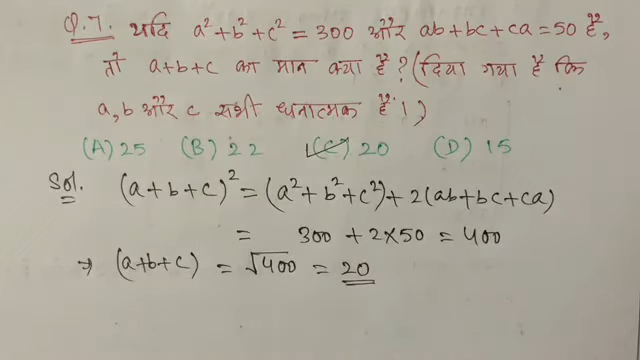 Q.7. यदि a² + b² + c² = 300 और ab + bc + ca = 50 है,
तो a + b + c का मान क्या है? (दिया गया है कि
a, b और c सभी धनात्मक हैं।)
(A) 25 (B) 22 (C) 20 (D) 15
Sol. (a + b + c)² = (a² + b² + c²) + 2(ab + bc + ca)
= 300 + 2×50 = 400
→ (a+b+c) = √400 = 20